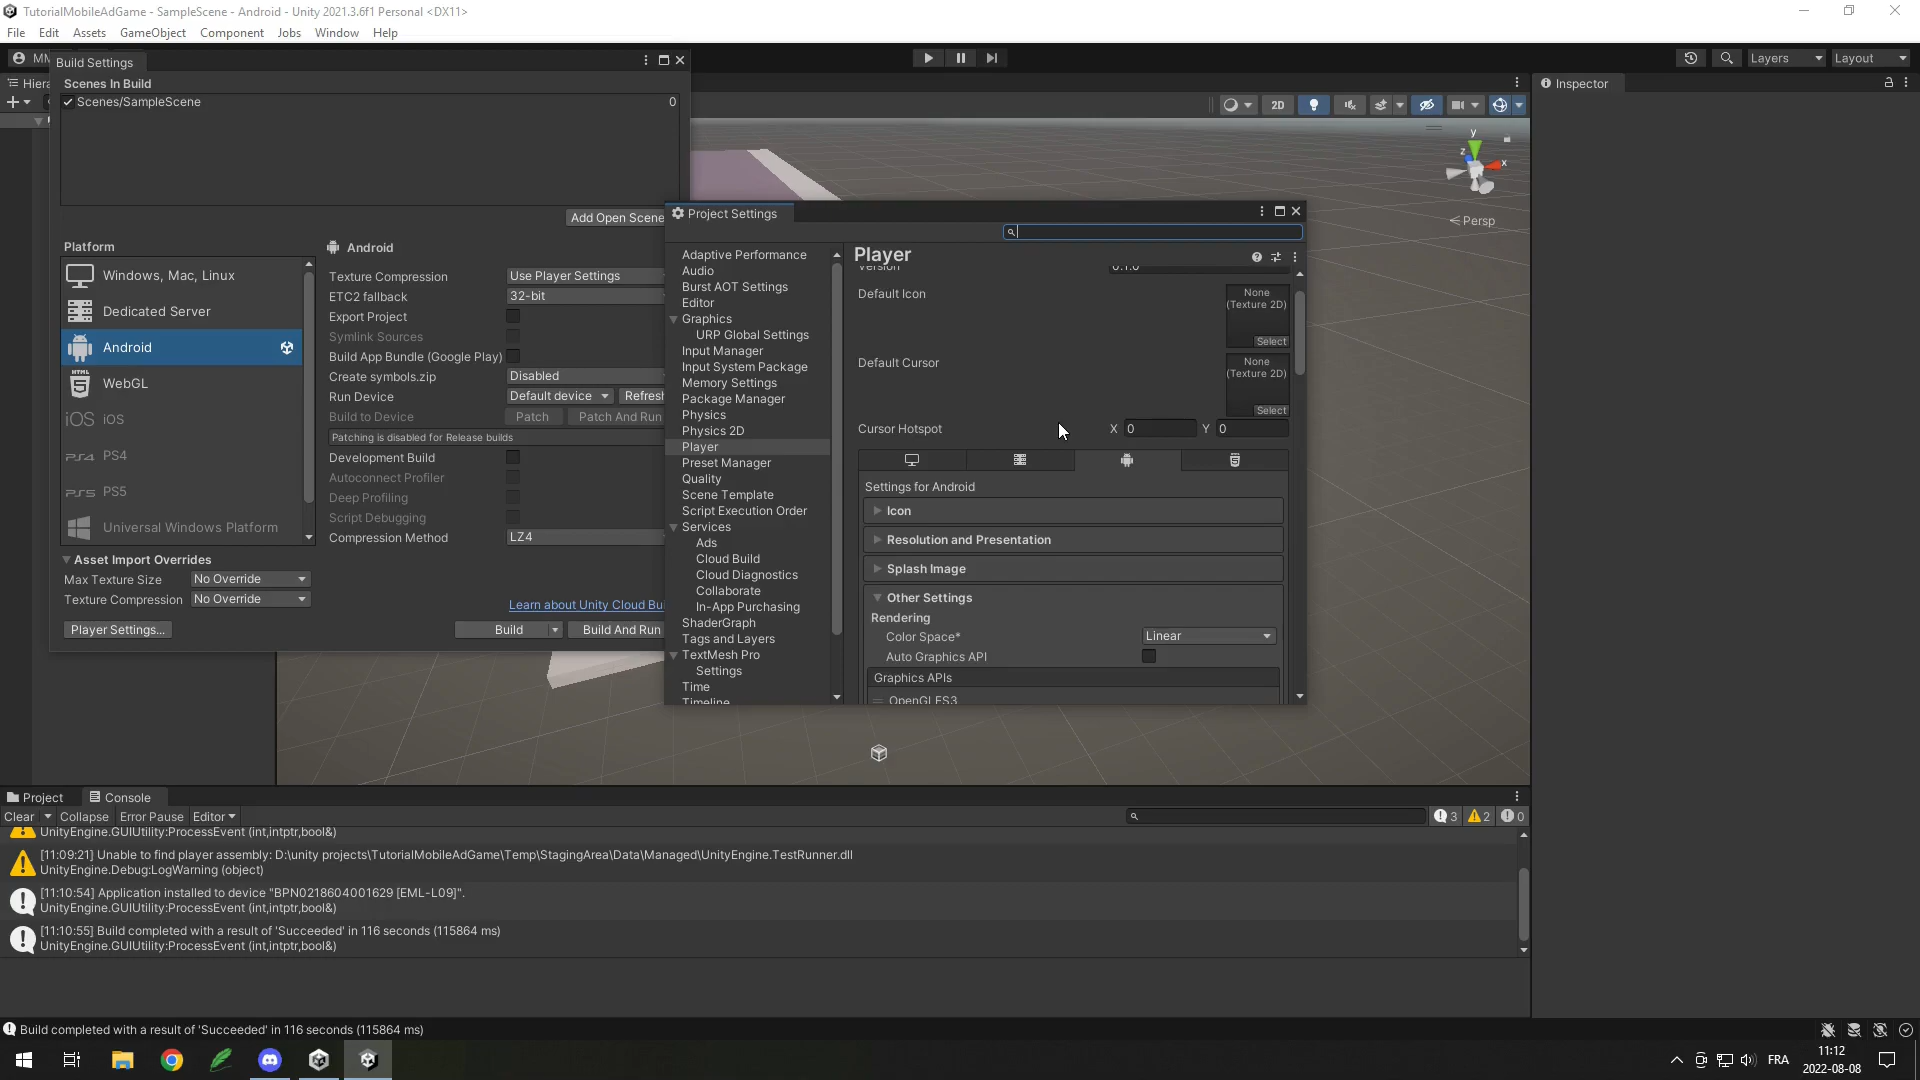 TutorialMobileAdGame - SampleScene - Android - Unity 2021.3.6f1 Personal <DX11>
File Edit Assets GameObject Component Jobs Window Help
Layers Layout
Build Settings
Scenes In Build
Scenes/SampleScene 0
Add Open Scene
Platform
Windows, Mac, Linux
Dedicated Server
Android
WebGL
iOS iOS
PS4 PS4
PS5 PS5
Universal Windows Platform
Android
Texture Compression Use Player Settings
ETC2 fallback 32-bit
Export Project
Symlink Sources
Build App Bundle (Google Play)
Create symbols.zip Disabled
Run Device Default device Refresh
Build to Device Patch Patch And Run
Patching is disabled for Release builds
Development Build
Autoconnect Profiler
Deep Profiling
Script Debugging
Compression Method LZ4
Asset Import Overrides
Max Texture Size No Override
Texture Compression No Override
Learn about Unity Cloud Bu
Player Settings... Build Build And Run
Project Settings
Adaptive Performance
Audio
Burst AOT Settings
Editor
Graphics
URP Global Settings
Input Manager
Input System Package
Memory Settings
Package Manager
Physics
Physics 2D
Player
Preset Manager
Quality
Scene Template
Script Execution Order
Services
Ads
Cloud Build
Cloud Diagnostics
Collaborate
In-App Purchasing
ShaderGraph
Tags and Layers
TextMesh Pro
Settings
Time
Timeline
Player
Version 0.1.0
Default Icon
None
(Texture 2D)
Select
Default Cursor
None
(Texture 2D)
Select
Cursor Hotspot X 0 Y 0
Settings for Android
Icon
Resolution and Presentation
Splash Image
Other Settings
Rendering
Color Space* Linear
Auto Graphics API
Graphics APIs
OpenGLES3
2D
y
z x
Persp
Inspector
Project Console
Clear Collapse Error Pause Editor 3 2 0
UnityEngine.GUIUtility:ProcessEvent (int,intptr,bool&)
[11:09:21] Unable to find player assembly: D:\unity projects\TutorialMobileAdGame\Temp\StagingArea\Data\Managed\UnityEngine.TestRunner.dll
UnityEngine.Debug:LogWarning (object)
[11:10:54] Application installed to device "BPN0218604001629 [EML-L09]".
UnityEngine.GUIUtility:ProcessEvent (int,intptr,bool&)
[11:10:55] Build completed with a result of 'Succeeded' in 116 seconds (115864 ms)
UnityEngine.GUIUtility:ProcessEvent (int,intptr,bool&)
Build completed with a result of 'Succeeded' in 116 seconds (115864 ms)
FRA
11:12
2022-08-08